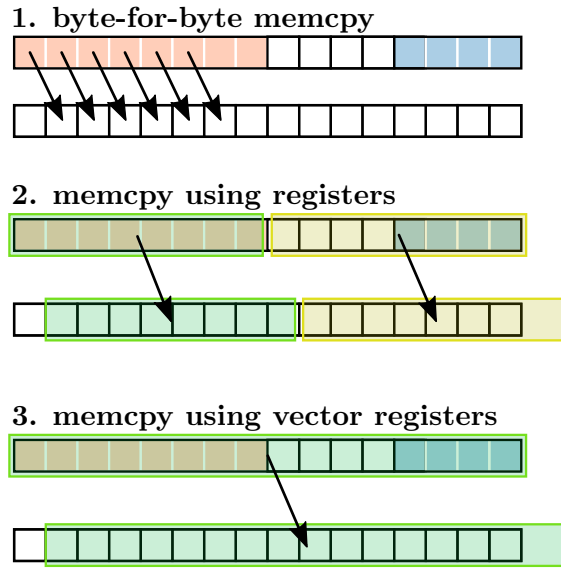 1. byte-for-byte memcpy
2. memcpy using registers
3. memcpy using vector registers